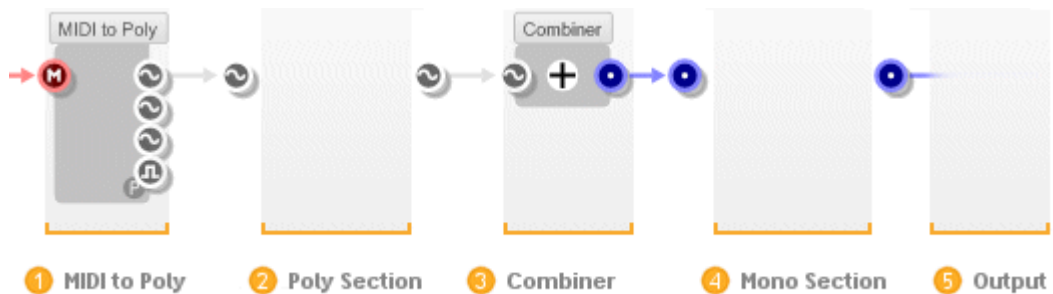 MIDI to Poly
Combiner
M
P
1 MIDI to Poly
2 Poly Section
3 Combiner
4 Mono Section
5 Output